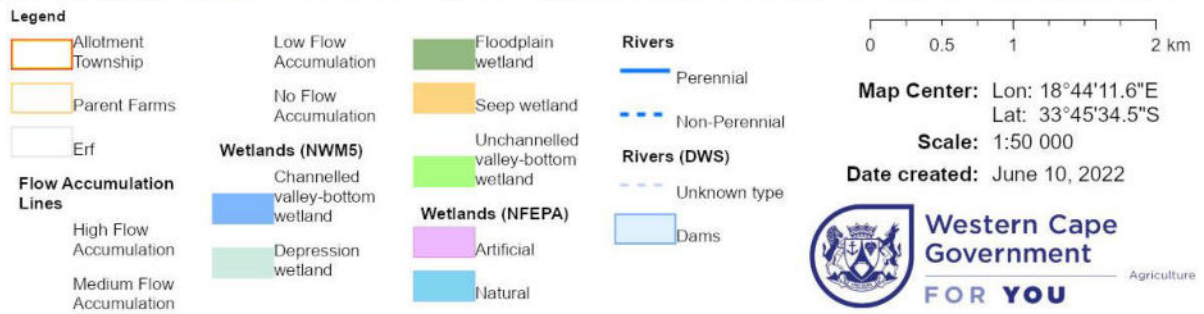 Legend
Allotment
Township
Parent Farms
Erf
Flow Accumulation
Lines
High Flow
Accumulation
Medium Flow
Accumulation
Low Flow
Accumulation
No Flow
Accumulation
Wetlands (NWM5)
Channelled
valley-bottom
wetland
Depression
wetland
Floodplain
wetland
Seep wetland
Unchannelled
valley-bottom
wetland
Wetlands (NFEPA)
Artificial
Natural
Rivers
Perennial
Non-Perennial
Rivers (DWS)
Unknown type
Dams
0 0.5 1 2 km
Map Center: Lon: 18°44'11.6"E
Lat: 33°45'34.5"S
Scale: 1:50 000
Date created: June 10, 2022
Western Cape
Government
Agriculture
FOR YOU